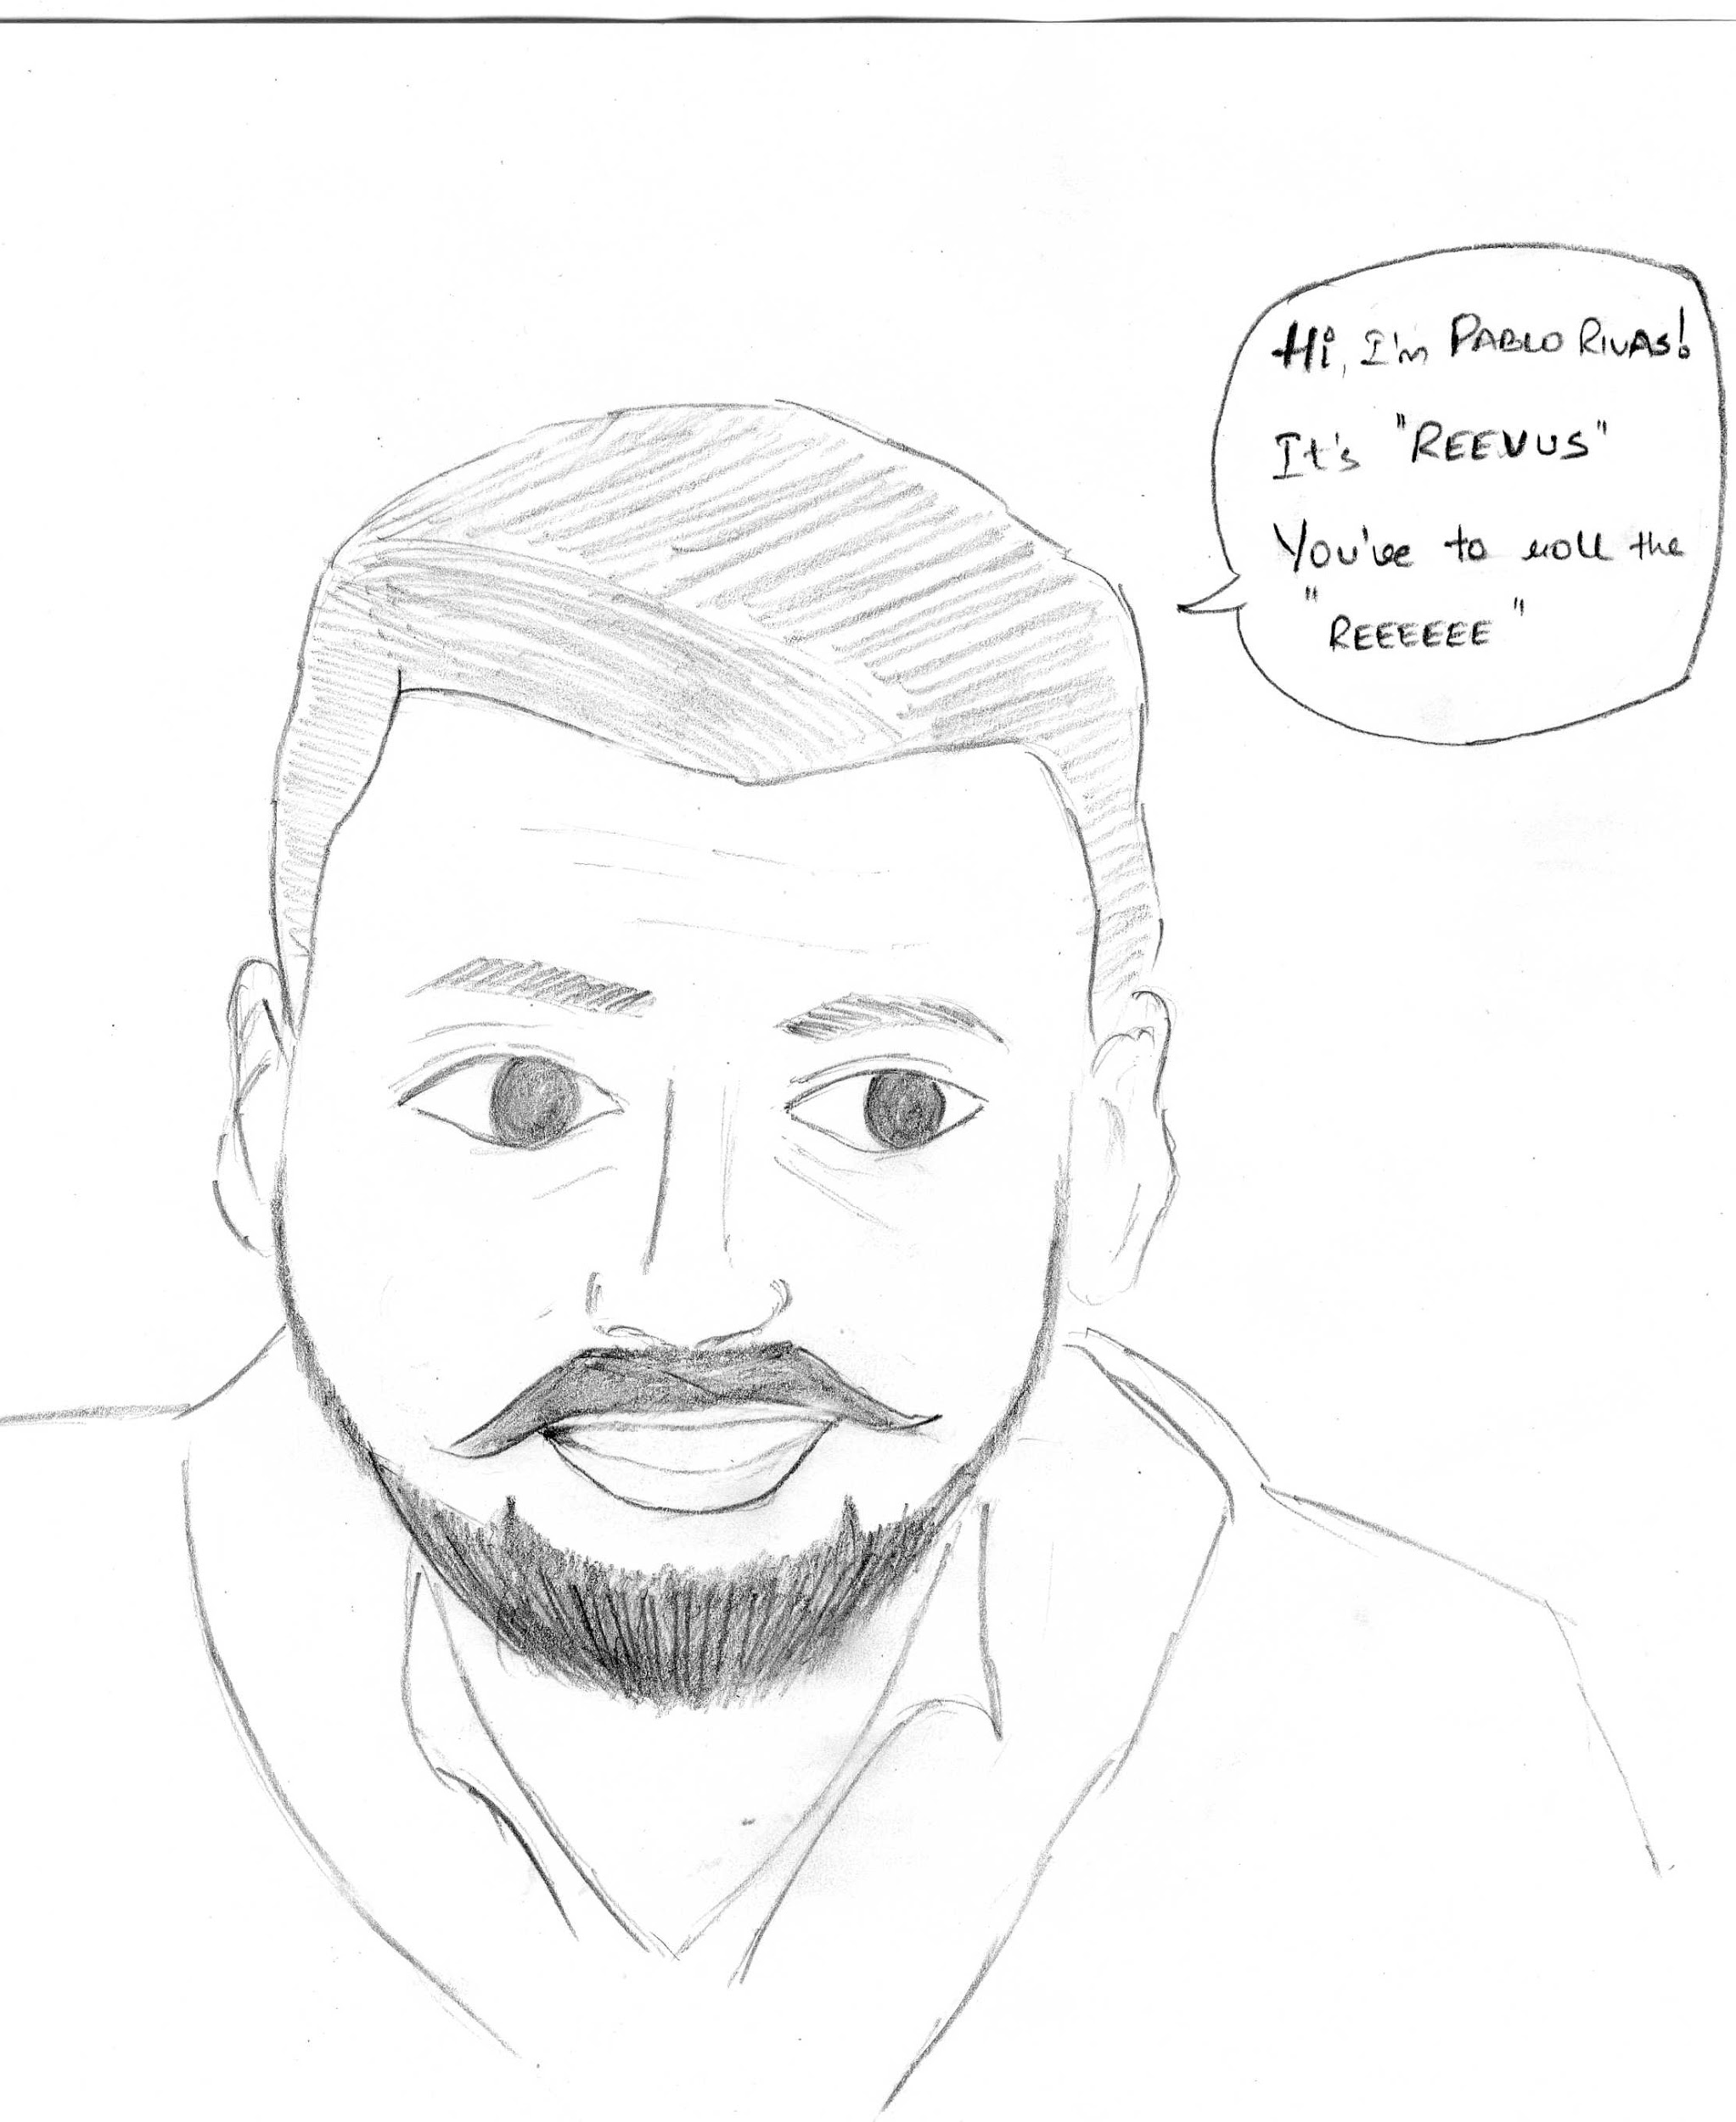 Hi, I'm PABLO RIVAS!
It's "REEVUS"
You've to roll the
"REEEEEE"